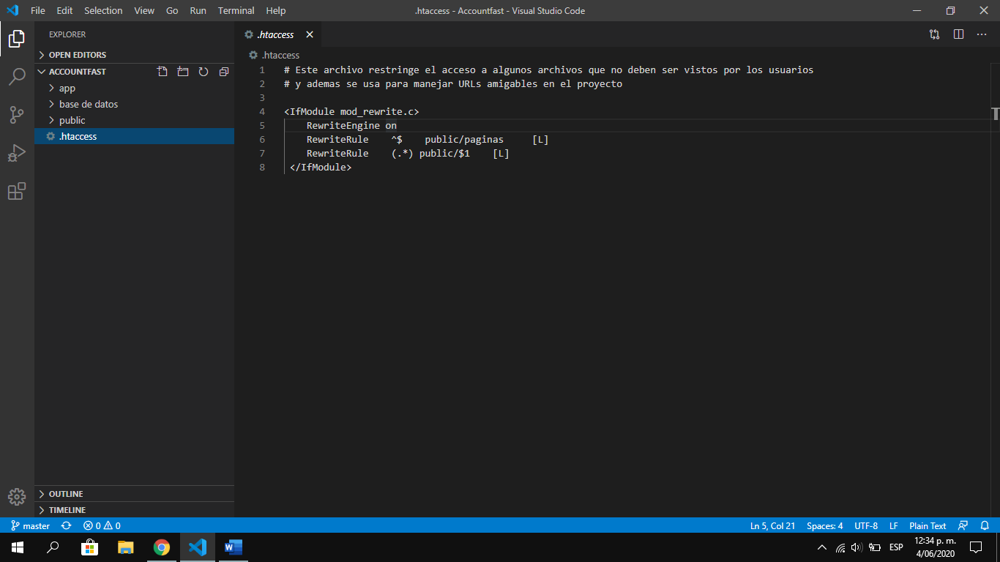 File Edit Selection View Go Run Terminal Help
.htaccess - Accountfast - Visual Studio Code
EXPLORER
OPEN EDITORS
ACCOUNTFAST
app
base de datos
public
.htaccess
OUTLINE
TIMELINE
.htaccess
.htaccess
1 # Este archivo restringe el acceso a algunos archivos que no deben ser vistos por los usuarios
2 # y ademas se usa para manejar URLs amigables en el proyecto
3
4 <IfModule mod_rewrite.c>
5 RewriteEngine on
6 RewriteRule ^$ public/paginas [L]
7 RewriteRule (.*) public/$1 [L]
8 </IfModule>
master 0 0 Ln 5, Col 21 Spaces: 4 UTF-8 LF Plain Text
ESP
12:34 p. m.
4/06/2020